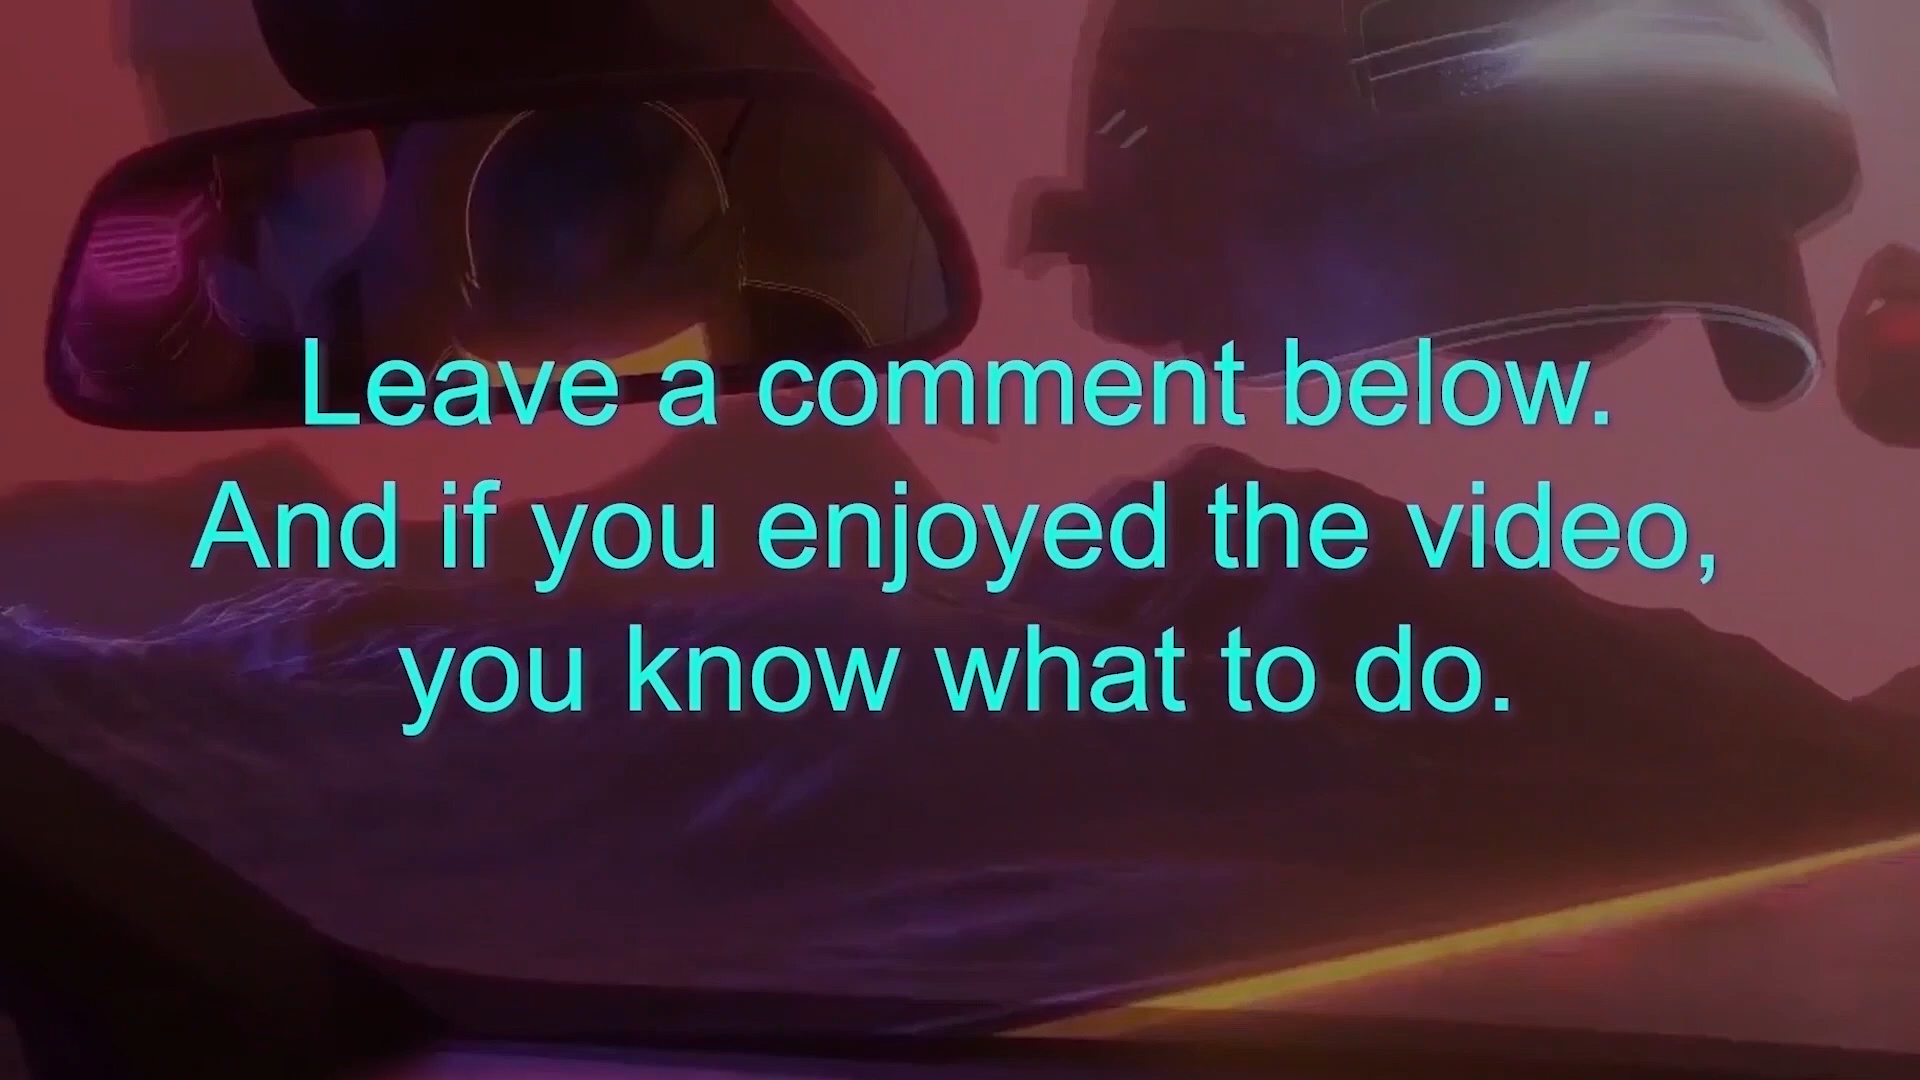 Leave a comment below.
And if you enjoyed the video,
you know what to do.